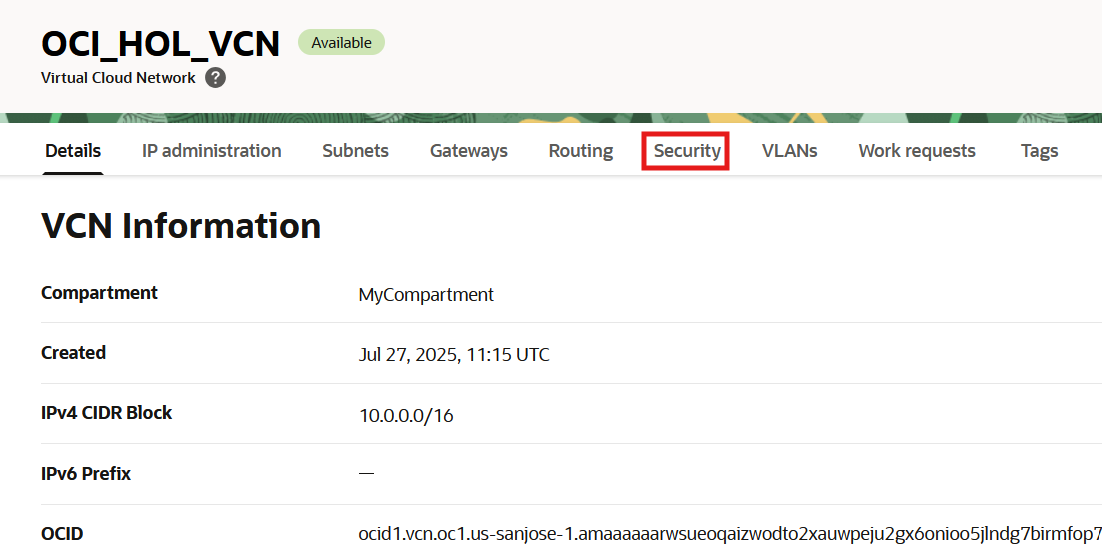 OCI_HOL_VCN Available
Virtual Cloud Network ?
Details IP administration Subnets Gateways Routing Security VLANs Work requests Tags
VCN Information
Compartment MyCompartment
Created Jul 27, 2025, 11:15 UTC
IPv4 CIDR Block 10.0.0.0/16
IPv6 Prefix —
OCID ocid1.vcn.oc1.us-sanjose-1.amaaaaaarwsueoqaizwodto2xauwpeju2gx6onioo5jlndg7birmfop7